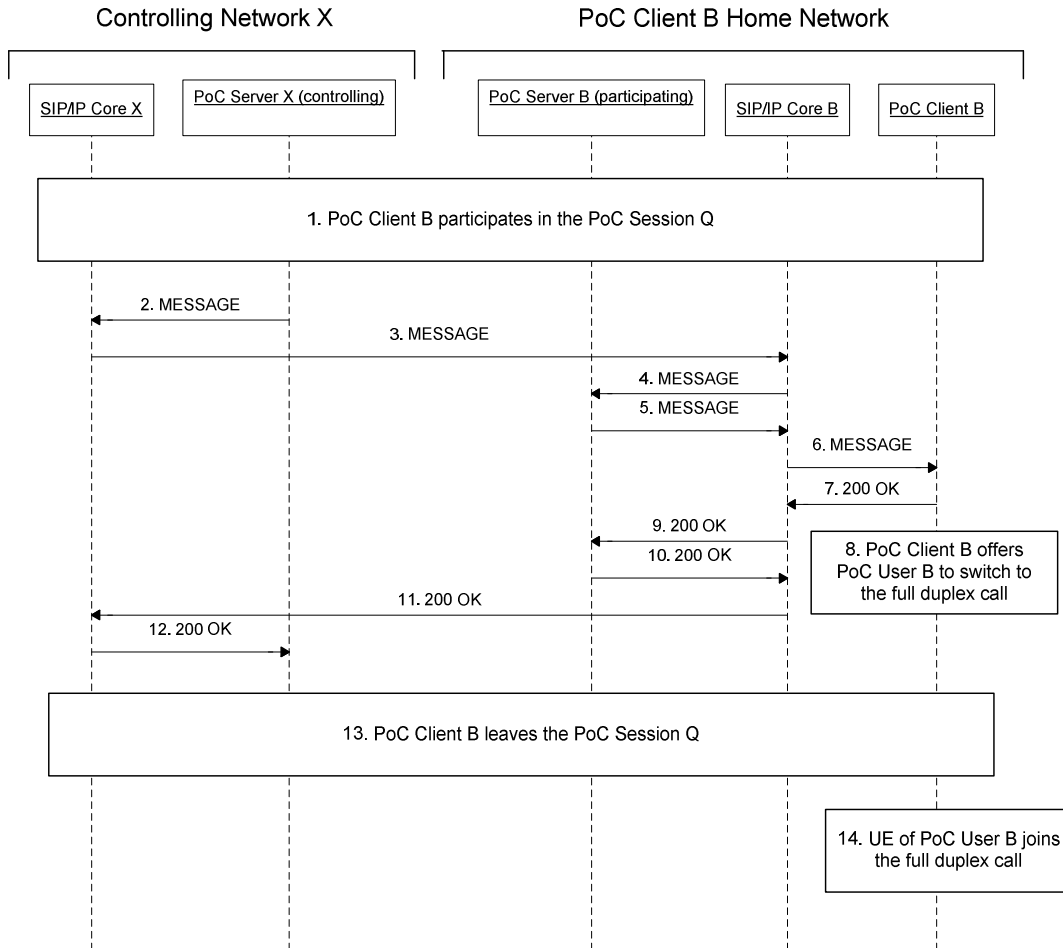 Controlling Network X
PoC Client B Home Network
SIP/IP Core X
PoC Server X (controlling)
PoC Server B (participating)
SIP/IP Core B
PoC Client B
1. PoC Client B participates in the PoC Session Q
2. MESSAGE
3. MESSAGE
4. MESSAGE
5. MESSAGE
6. MESSAGE
7. 200 OK
8. PoC Client B offers
PoC User B to switch to
the full duplex call
9. 200 OK
10. 200 OK
11. 200 OK
12. 200 OK
13. PoC Client B leaves the PoC Session Q
14. UE of PoC User B joins
the full duplex call